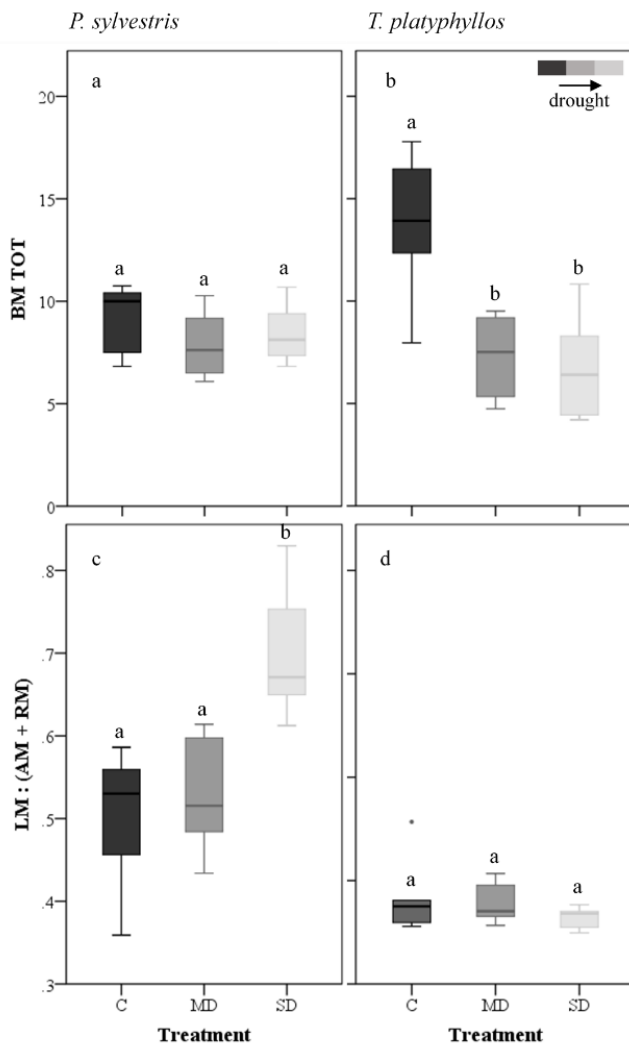 P. sylvestris
T. platyphyllos
a
b
drought
20
15
10
5
0
BM TOT
a
a
a
a
b
b
c
d
.8
.7
.6
.5
.4
.3
LM : (AM + RM)
a
a
b
a
a
a
C
MD
SD
C
MD
SD
Treatment
Treatment